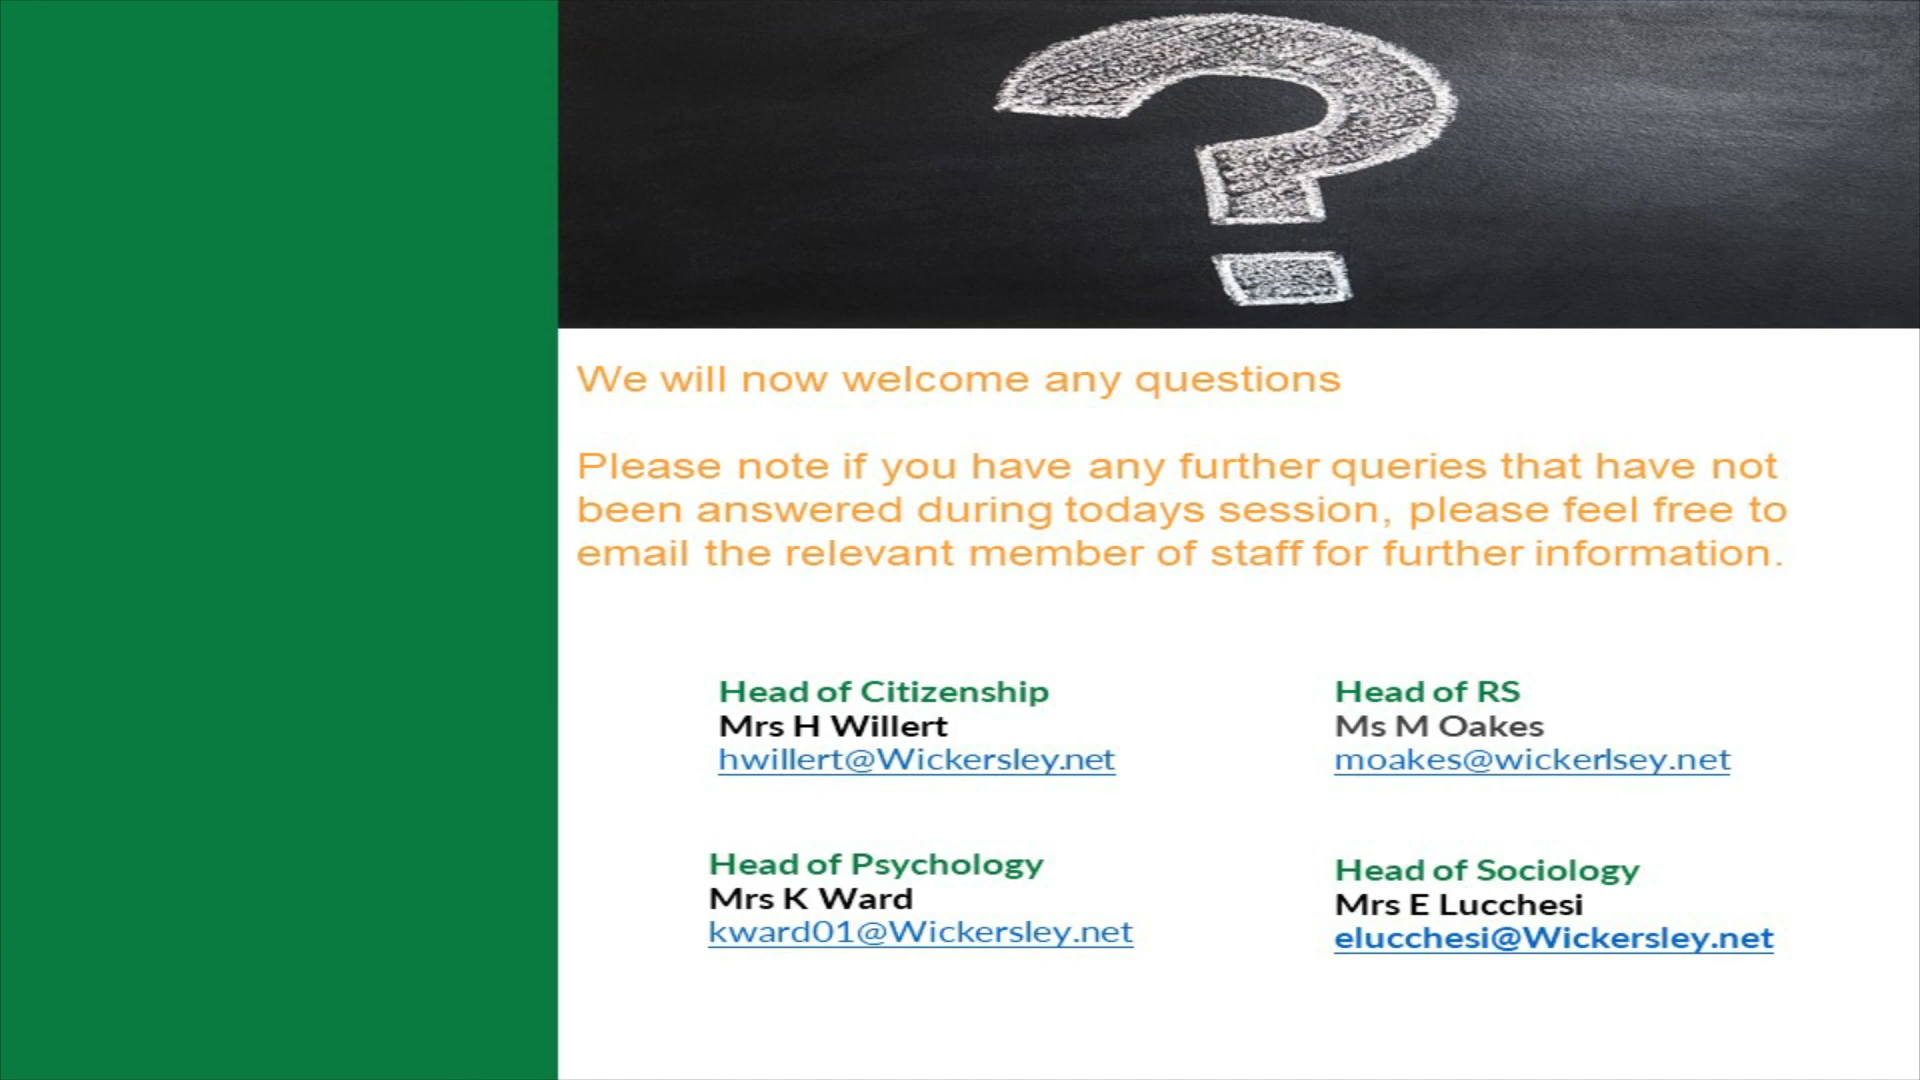 We will now welcome any questions
Please note if you have any further queries that have not
been answered during todays session, please feel free to
email the relevant member of staff for further information.
Head of Citizenship
Mrs H Willert
hwillert@Wickersley.net
Head of RS
Ms M Oakes
moakes@wickerlsey.net
Head of Psychology
Mrs K Ward
kward01@Wickersley.net
Head of Sociology
Mrs E Lucchesi
elucchesi@Wickersley.net